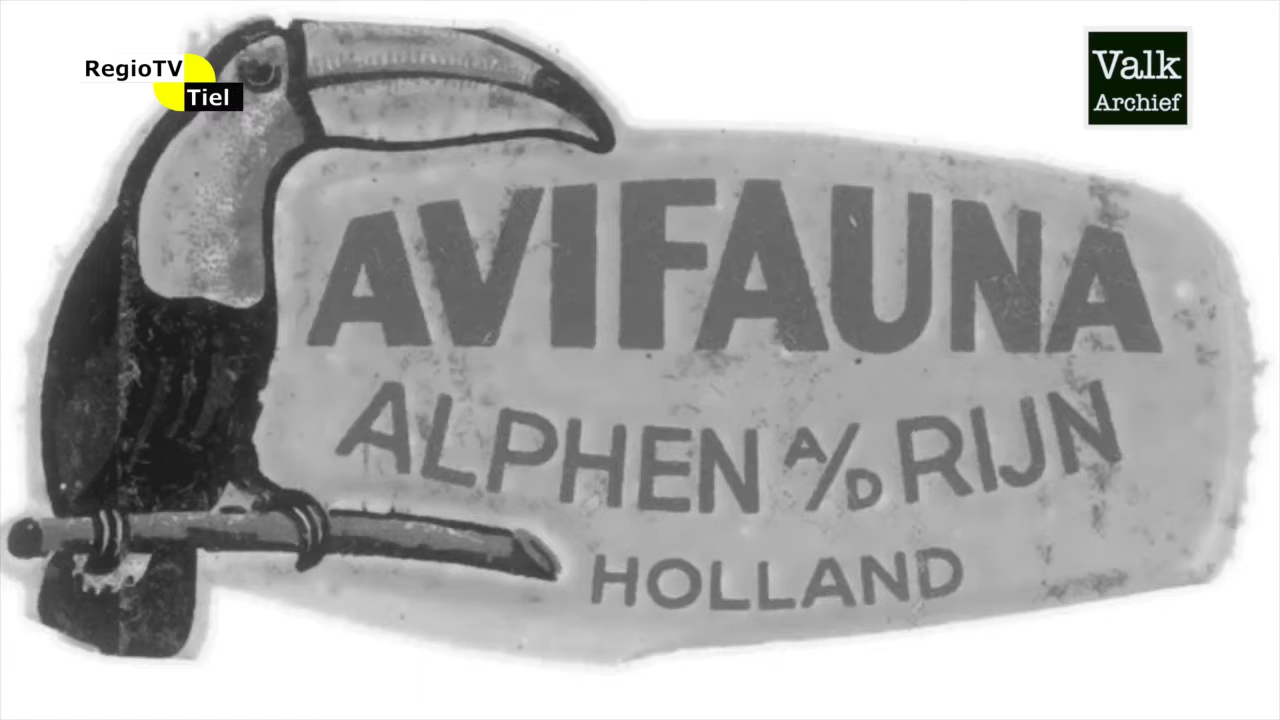 RegioTV
Tiel
Valk
Archief
AVIFAUNA
ALPHEN A/D RIJN
HOLLAND